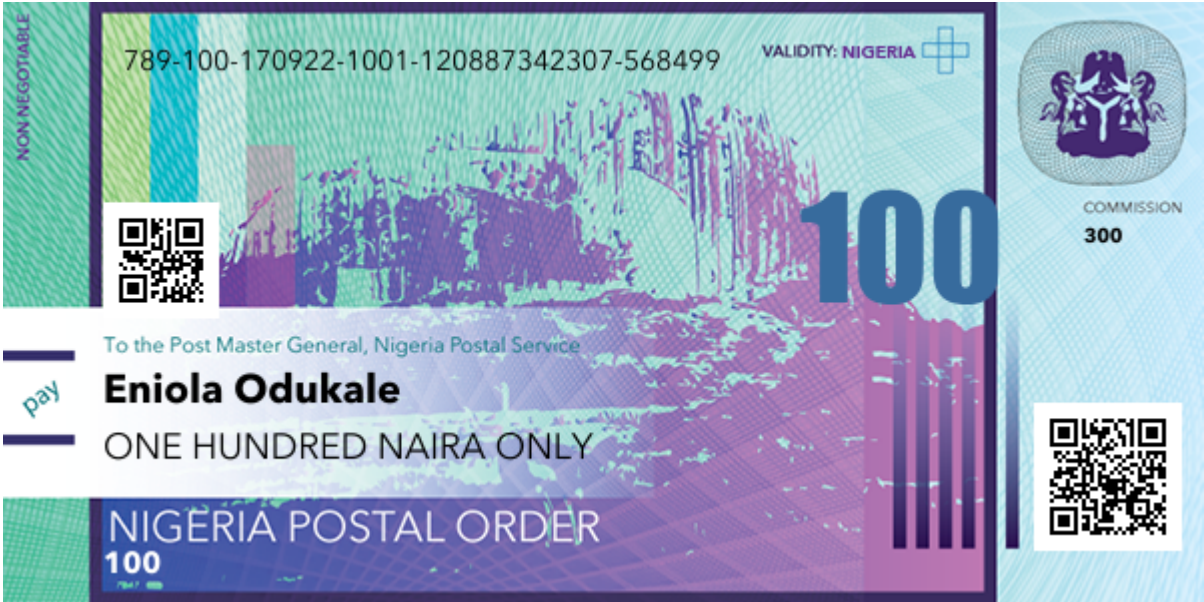 NON NEGOTIABLE
789-100-170922-1001-120887342307-568499
VALIDITY: NIGERIA
COMMISSION
300
100
To the Post Master General, Nigeria Postal Service
pay
Eniola Odukale
ONE HUNDRED NAIRA ONLY
NIGERIA POSTAL ORDER
100